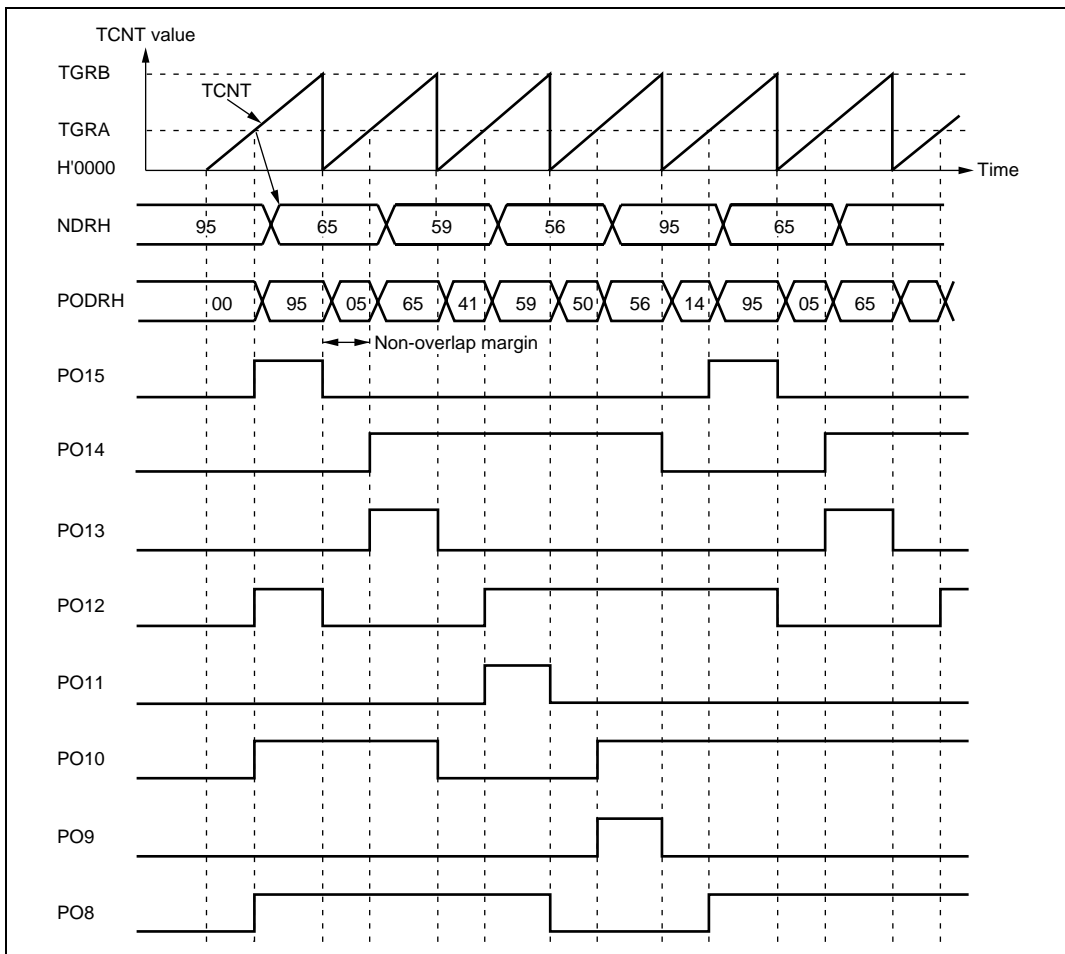 TCNT value
TGRB
TCNT
TGRA
H'0000
Time
NDRH
95 65 59 56 95 65
PODRH
00 95 05 65 41 59 50 56 14 95 05 65
Non-overlap margin
PO15
PO14
PO13
PO12
PO11
PO10
PO9
PO8